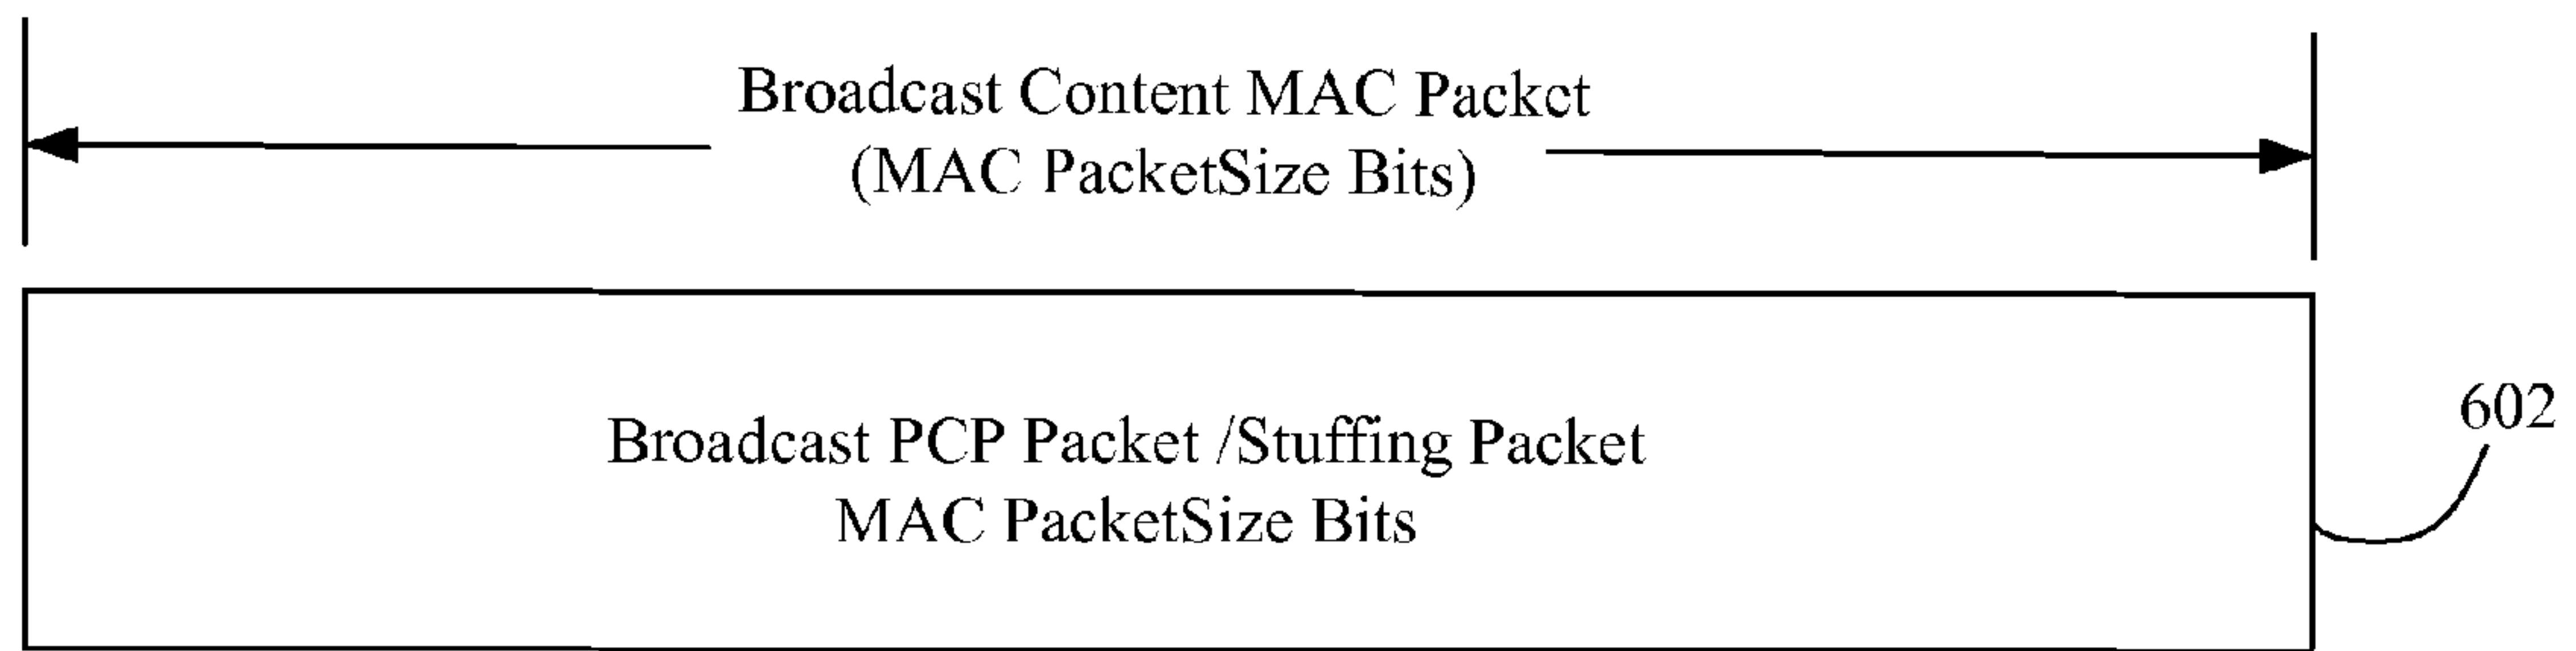 Broadcast Content MAC Packet
(MAC PacketSize Bits)
Broadcast PCP Packet /Stuffing Packet
MAC PacketSize Bits
602